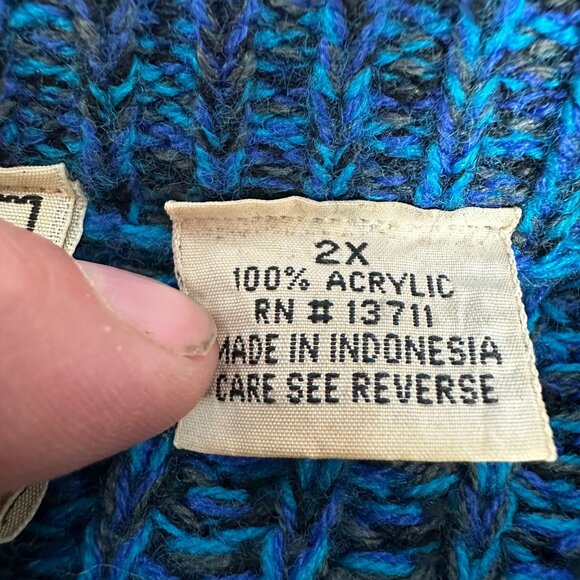 2X
100% ACRYLIC
RN # 13711
MADE IN INDONESIA
CARE SEE REVERSE